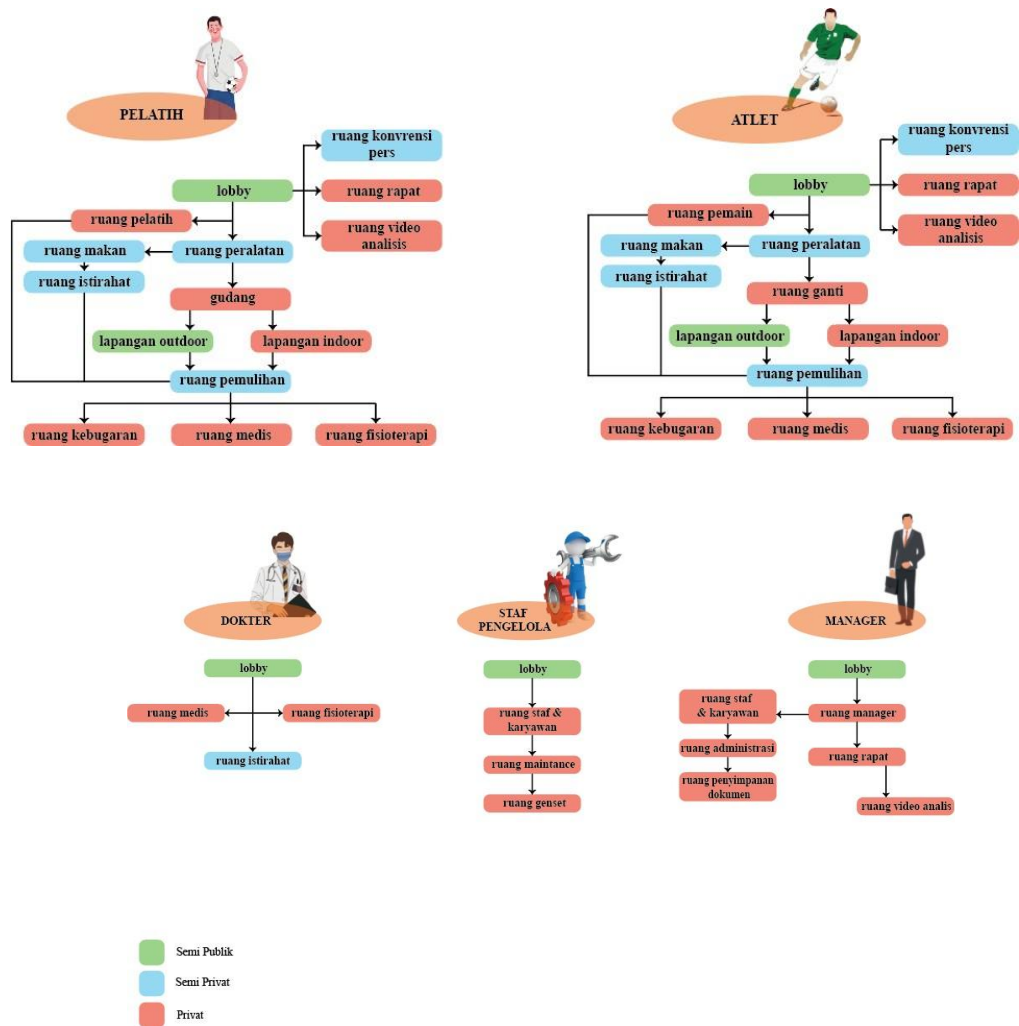 PELATIH
ruang konvrensi
pers
lobby
ruang rapat
ruang pelatih
ruang video
analisis
ruang makan
ruang peralatan
ruang istirahat
gudang
lapangan outdoor
lapangan indoor
ruang pemulihan
ruang kebugaran
ruang medis
ruang fisioterapi
ATLET
ruang konvrensi
pers
lobby
ruang rapat
ruang pemain
ruang video
analisis
ruang makan
ruang peralatan
ruang istirahat
ruang ganti
lapangan outdoor
lapangan indoor
ruang pemulihan
ruang kebugaran
ruang medis
ruang fisioterapi
DOKTER
lobby
ruang medis
ruang fisioterapi
ruang istirahat
STAF
PENGELOLA
lobby
ruang staf &
karyawan
ruang maintance
ruang genset
MANAGER
lobby
ruang staf
& karyawan
ruang manager
ruang administrasi
ruang rapat
ruang penyimpanan
dokumen
ruang video analis
Semi Publik
Semi Privat
Privat